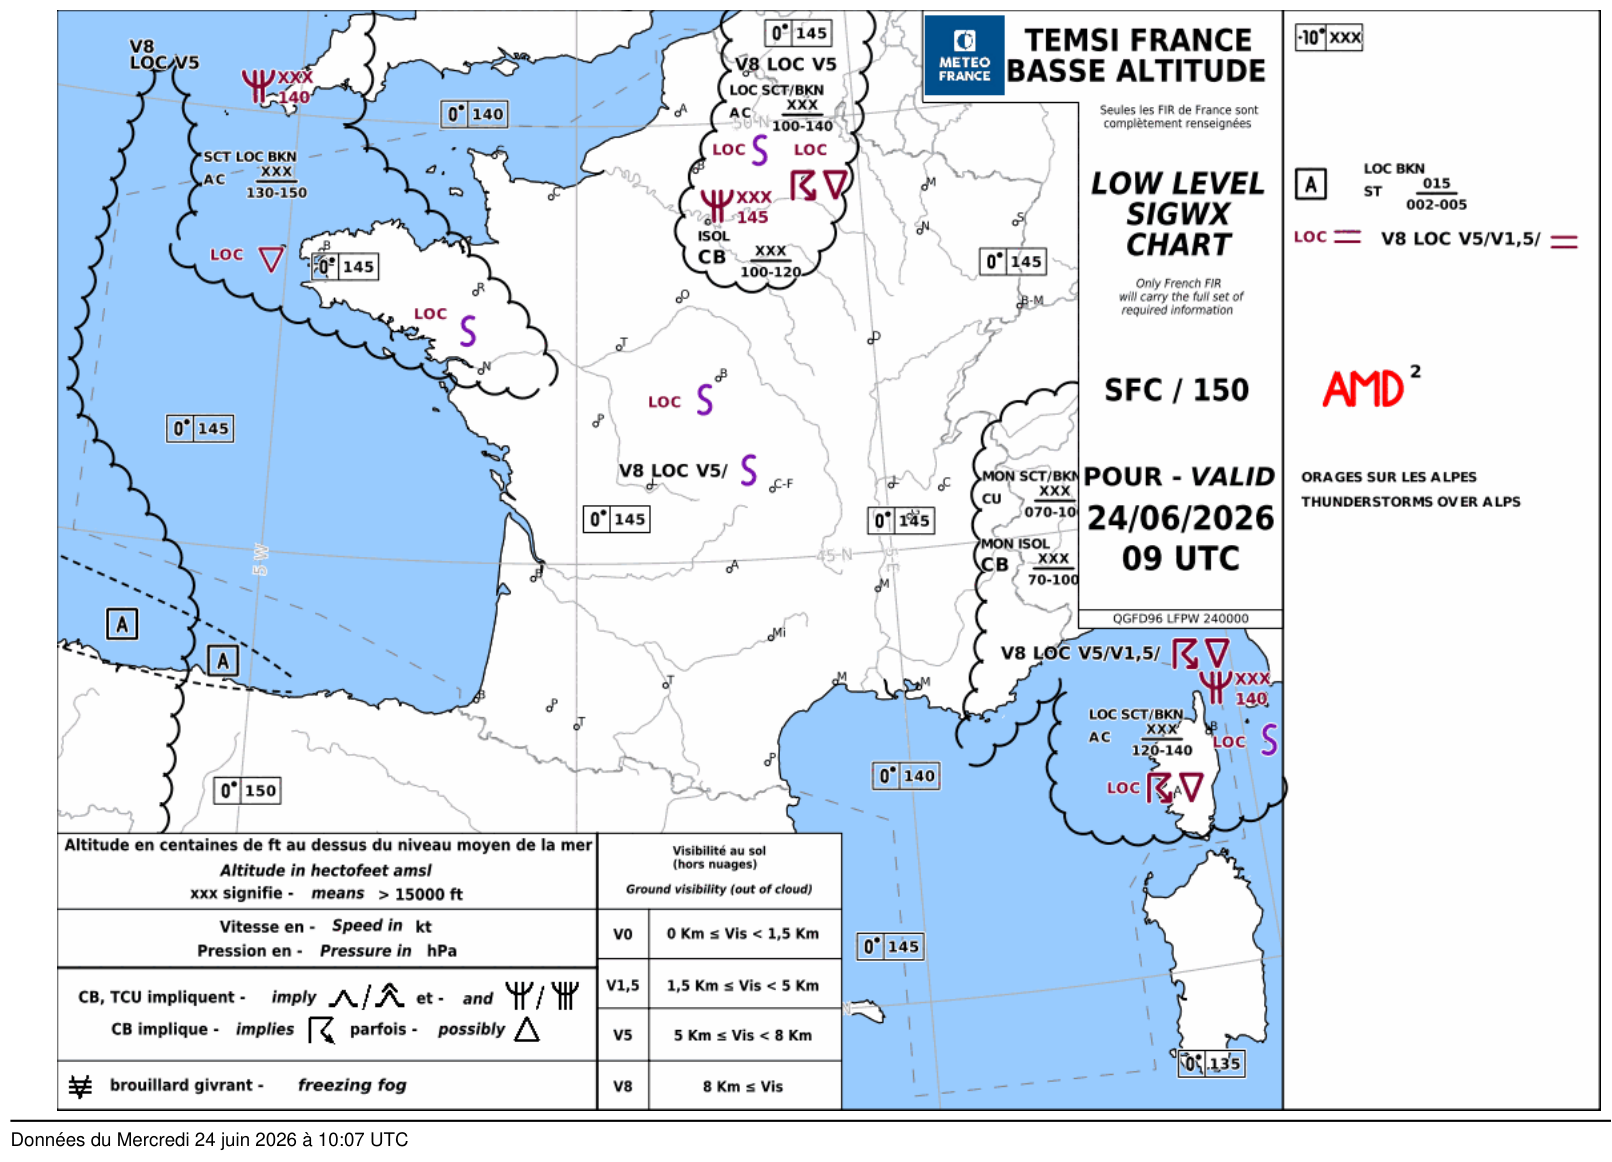 V8
LOC V5
XXX
140
SCT LOC BKN
XXX
AC
130-150
LOC
B
0° 145
0° 140
C
C
A
R
LOC
N
0° 145
0° 145
V8 LOC V5
LOC SCT/BKN
XXX
AC
100-140
50 N
LOC
LOC
B
XXX
145
ISOL
XXX
CB
100-120
O
T
M
S
N
0° 145
B-M
D
B
LOC
P
V8 LOC V5/
L
C-F
L
C
0° 145
0° 145
45 N
5 E
5 W
A
B
M
Mi
T
M
M
B
P
T
P
A
A
0° 150
0° 140
0° 145
0° 135
MON SCT/BKN
XXX
CU
070-10
MON ISOL
XXX
CB
70-100
V8 LOC V5/V1,5/
XXX
140
LOC SCT/BKN
XXX
AC
120-140
B
LOC
LOC
A
METEO
FRANCE
TEMSI FRANCE
BASSE ALTITUDE
Seules les FIR de France sont
complètement renseignées
LOW LEVEL
SIGWX
CHART
Only French FIR
will carry the full set of
required information
SFC / 150
POUR - VALID
24/06/2026
09 UTC
QGFD96 LFPW 240000
-10° XXX
A
LOC BKN
015
ST
002-005
LOC
V8 LOC V5/V1,5/
AMD 2
ORAGES SUR LES ALPES
THUNDERSTORMS OVER ALPS
Altitude en centaines de ft au dessus du niveau moyen de la mer
Altitude in hectofeet amsl
xxx signifie - means > 15000 ft
Vitesse en - Speed in kt
Pression en - Pressure in hPa
CB, TCU impliquent - imply / et - and /
CB implique - implies parfois - possibly
brouillard givrant - freezing fog
Visibilité au sol
(hors nuages)
Ground visibility (out of cloud)
V0 0 Km ≤ Vis < 1,5 Km
V1,5 1,5 Km ≤ Vis < 5 Km
V5 5 Km ≤ Vis < 8 Km
V8 8 Km ≤ Vis
Données du Mercredi 24 juin 2026 à 10:07 UTC